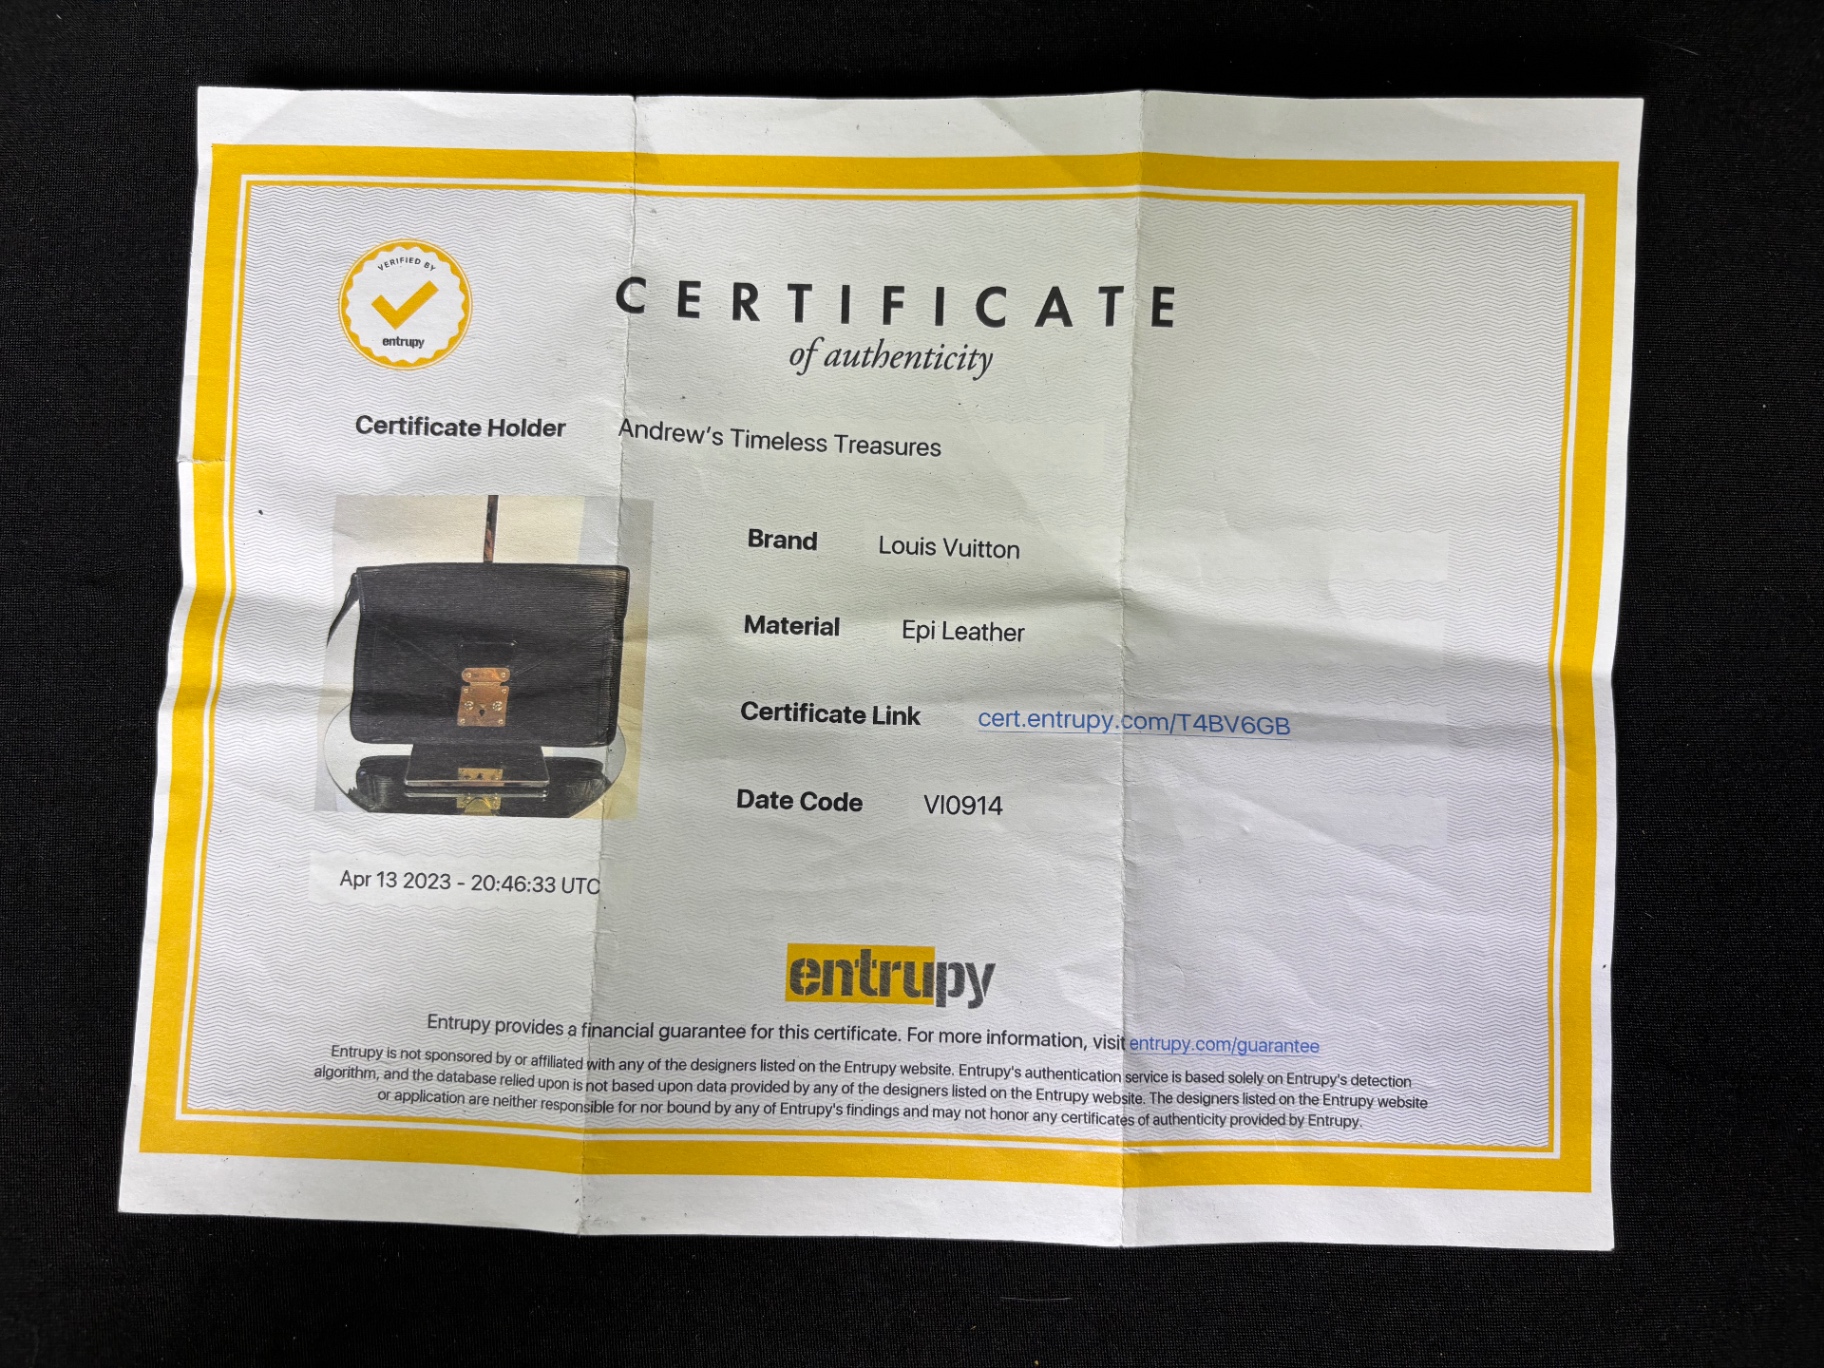 VERIFIED BY
entrupy
CERTIFICATE
of authenticity
Certificate Holder Andrew's Timeless Treasures
Brand Louis Vuitton
Material Epi Leather
Certificate Link cert.entrupy.com/T4BV6GB
Date Code VI0914
Apr 13 2023 - 20:46:33 UTC
entrupy
Entrupy provides a financial guarantee for this certificate. For more information, visit entrupy.com/guarantee
Entrupy is not sponsored by or affiliated with any of the designers listed on the Entrupy website. Entrupy's authentication service is based solely on Entrupy's detection
algorithm, and the database relied upon is not based upon data provided by any of the designers listed on the Entrupy website. The designers listed on the Entrupy website
or application are neither responsible for nor bound by any of Entrupy's findings and may not honor any certificates of authenticity provided by Entrupy.